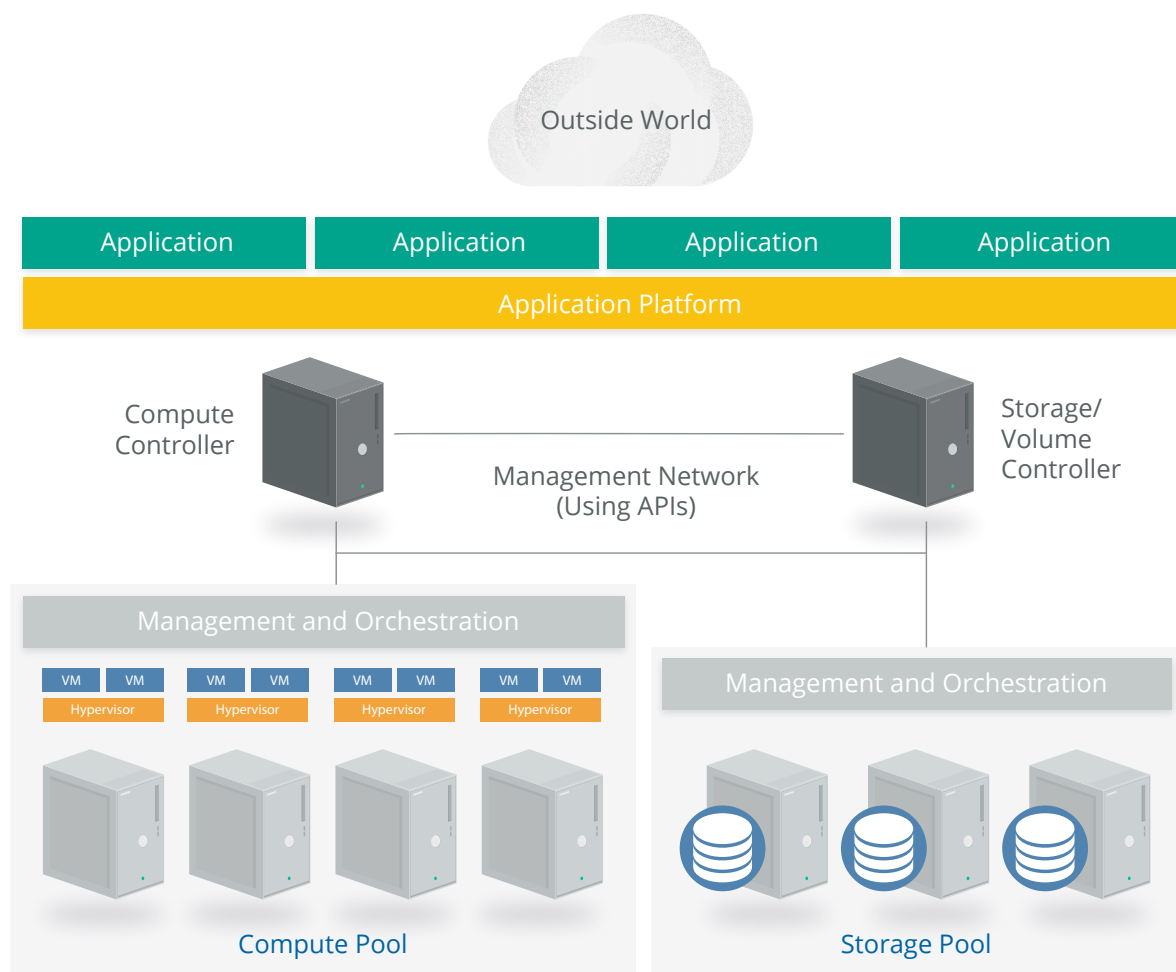 Outside World
Application Application Application Application
Application Platform
Compute
Controller
Storage/
Volume
Controller
Management Network
(Using APIs)
Management and Orchestration
VM VM VM VM VM VM VM VM
Hypervisor Hypervisor Hypervisor Hypervisor
Compute Pool
Management and Orchestration
Storage Pool